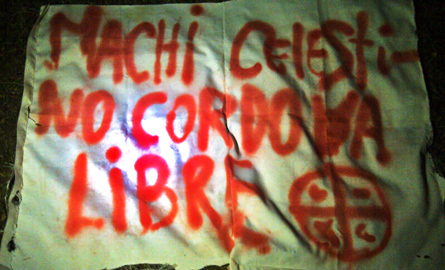 MACHI CELESTi-
NO CORDOVA
LiBRE